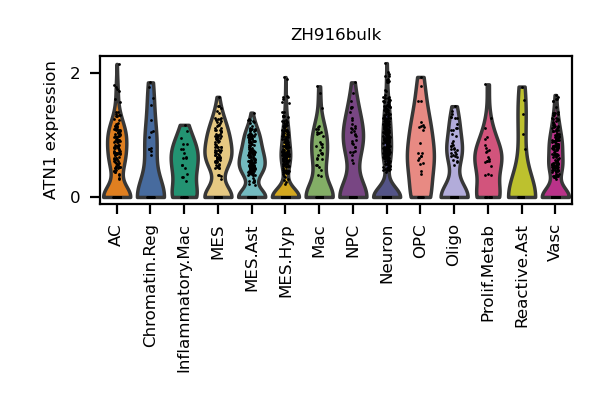 ZH916bulk
ATN1 expression
2
0
AC
Chromatin.Reg
Inflammatory.Mac
MES
MES.Ast
MES.Hyp
Mac
NPC
Neuron
OPC
Oligo
Prolif.Metab
Reactive.Ast
Vasc